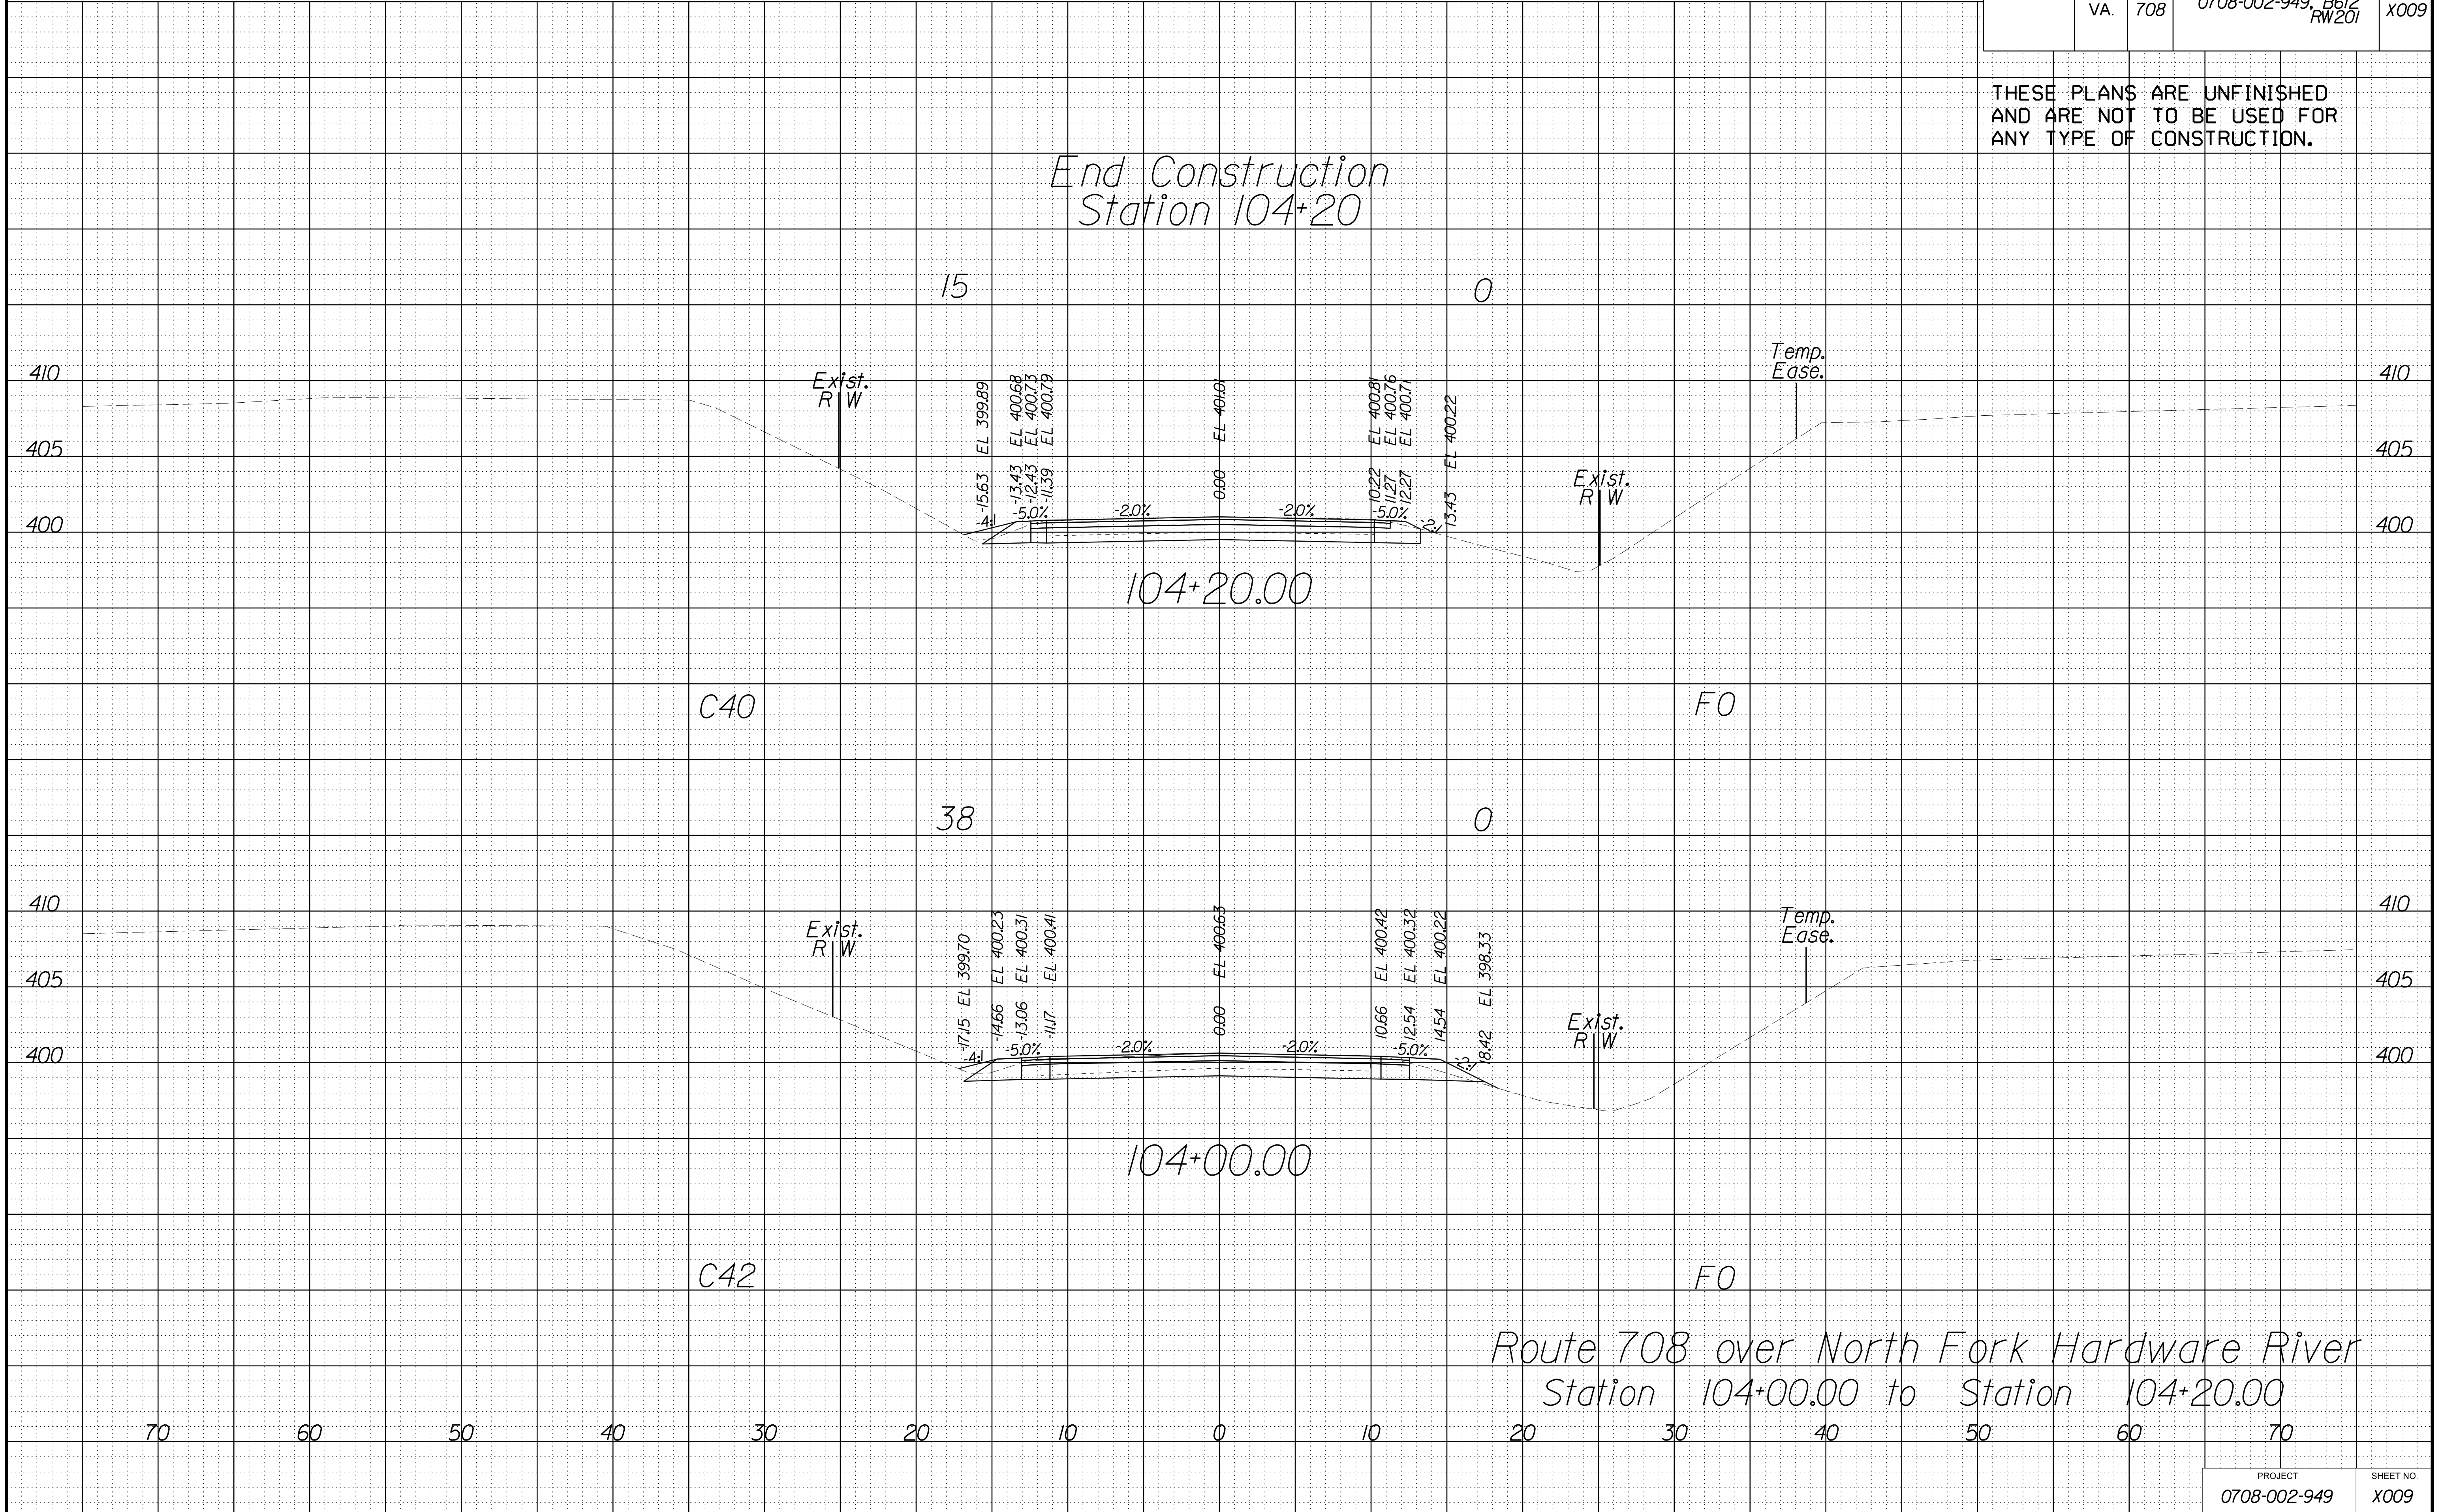 VA. 708 0708-002-949, B612 X009
RW201
THESE PLANS ARE UNFINISHED
AND ARE NOT TO BE USED FOR
ANY TYPE OF CONSTRUCTION.
End Construction
Station 104+20
15 0
410 410
405 405
400 400
Exist.
R W
-15.63 EL 399.89
-13.43 EL 400.68
-12.43 EL 400.73
-11.39 EL 400.79
0.00 EL 401.01
10.22 EL 400.81
11.27 EL 400.76
12.27 EL 400.71
13.43 EL 400.22
Exist.
R W
Temp.
Ease.
-4:1 -5.0% -2.0% -2.0% -5.0% -2:1
104+20.00
C40 F0
38 0
410 410
405 405
400 400
Exist.
R W
-17.15 EL 399.70
-14.66 EL 400.23
-13.06 EL 400.31
-11.17 EL 400.41
0.00 EL 400.63
10.66 EL 400.42
12.54 EL 400.32
14.54 EL 400.22
18.42 EL 398.33
Exist.
R W
Temp.
Ease.
-4:1 -5.0% -2.0% -2.0% -5.0% -2:1
104+00.00
C42 F0
Route 708 over North Fork Hardware River
Station 104+00.00 to Station 104+20.00
70 60 50 40 30 20 10 0 10 20 30 40 50 60 70
PROJECT SHEET NO.
0708-002-949 X009